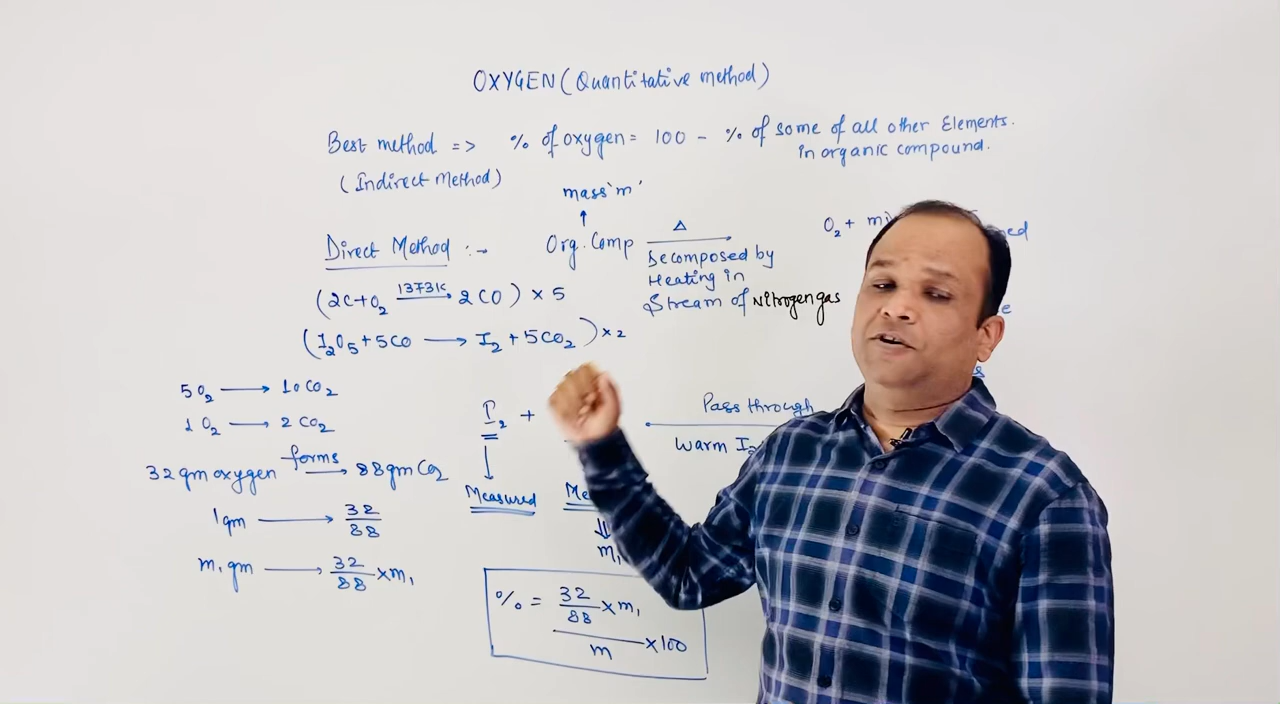 OXYGEN (Quantitative method)
Best method => % of oxygen = 100 - % of some of all other Elements.
in organic compound.
(Indirect Method)
mass 'm'
↑
Direct Method :-
Org. Comp
Δ
Decomposed by
Heating in
Stream of Nitrogen gas
O₂ +
(2C + O₂ 1373K→ 2CO) × 5
(I₂O₅ + 5CO → I₂ + 5CO₂) × 2
5O₂ → 10CO₂
1O₂ → 2CO₂
32 gm oxygen forms→ 88 gm CO₂
1 gm → 32/88
m₁ gm → 32/88 × m₁
I₂ +
Pass through
Warm
Measured
m₁
% = 32/88 × m₁ / m × 100